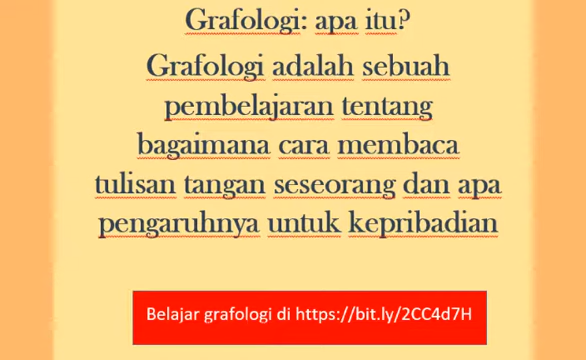 Grafologi: apa itu?
Grafologi adalah sebuah
pembelajaran tentang
bagaimana cara membaca
tulisan tangan seseorang dan apa
pengaruhnya untuk kepribadian
Belajar grafologi di https://bit.ly/2CC4d7H